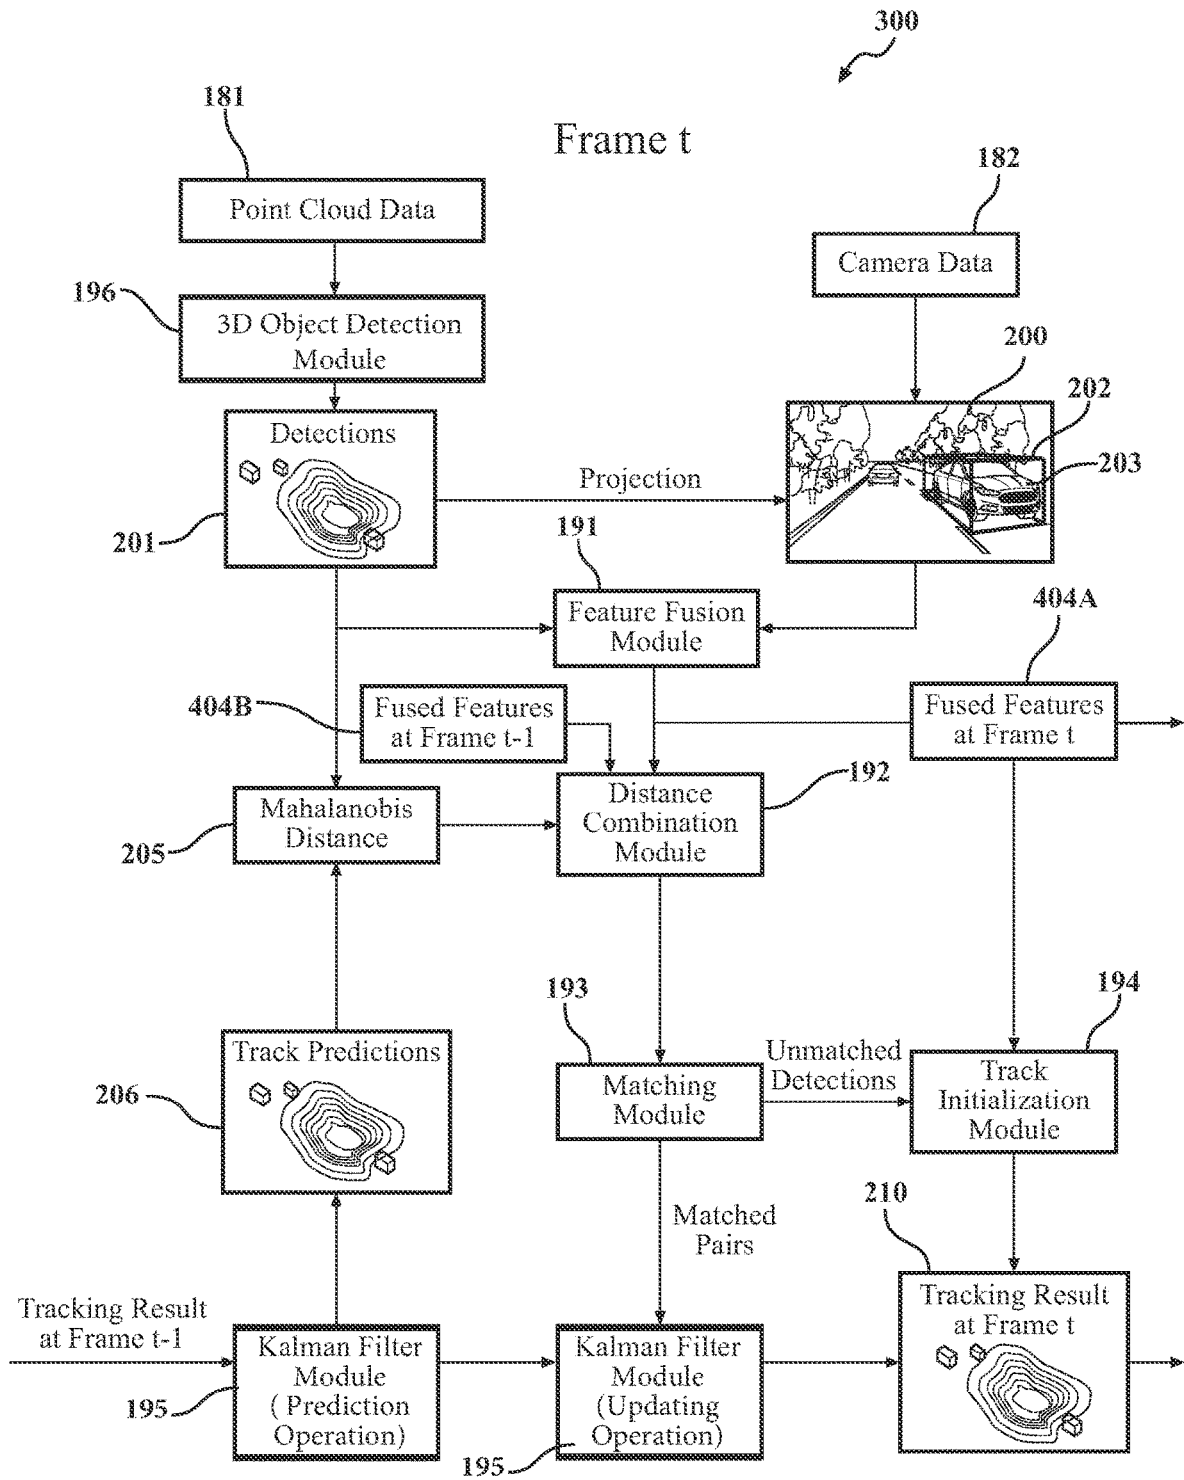 300
181
Frame t
182
Point Cloud Data
Camera Data
196
3D Object Detection
Module
200
202
Detections
203
Projection
201
191
Feature Fusion
Module
404A
404B
Fused Features
at Frame t-1
Fused Features
at Frame t
192
Mahalanobis
Distance
Distance
Combination
Module
205
193
194
Track Predictions
Unmatched
Detections
206
Matching
Module
Track
Initialization
Module
210
Matched
Pairs
Tracking Result
at Frame t-1
Tracking Result
at Frame t
Kalman Filter
Module
( Prediction
Operation)
Kalman Filter
Module
(Updating
Operation)
195
195